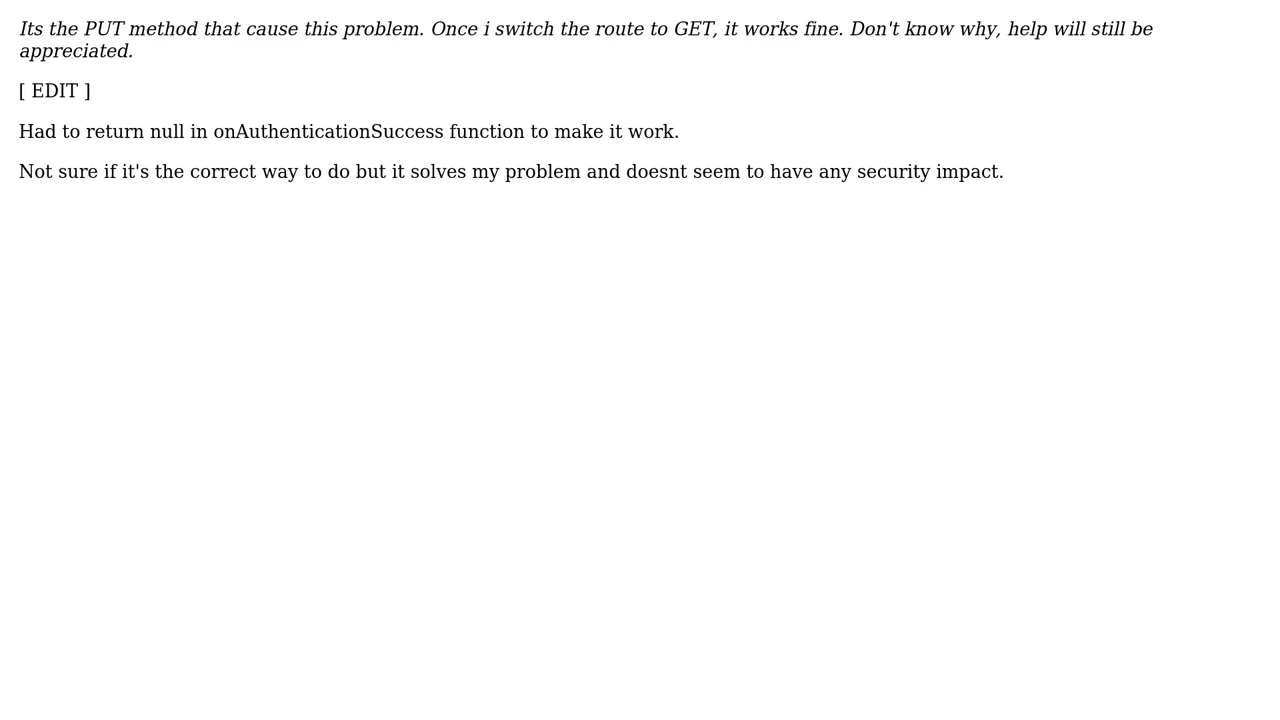 Its the PUT method that cause this problem. Once i switch the route to GET, it works fine. Don't know why, help will still be
appreciated.
[ EDIT ]
Had to return null in onAuthenticationSuccess function to make it work.
Not sure if it's the correct way to do but it solves my problem and doesnt seem to have any security impact.